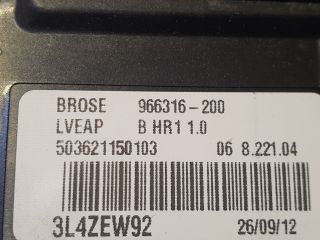 BROSE 966316-200
LVEAP B HR1 1.0
503621150103 06 8.221.04
3L4ZEW92 26/09/12